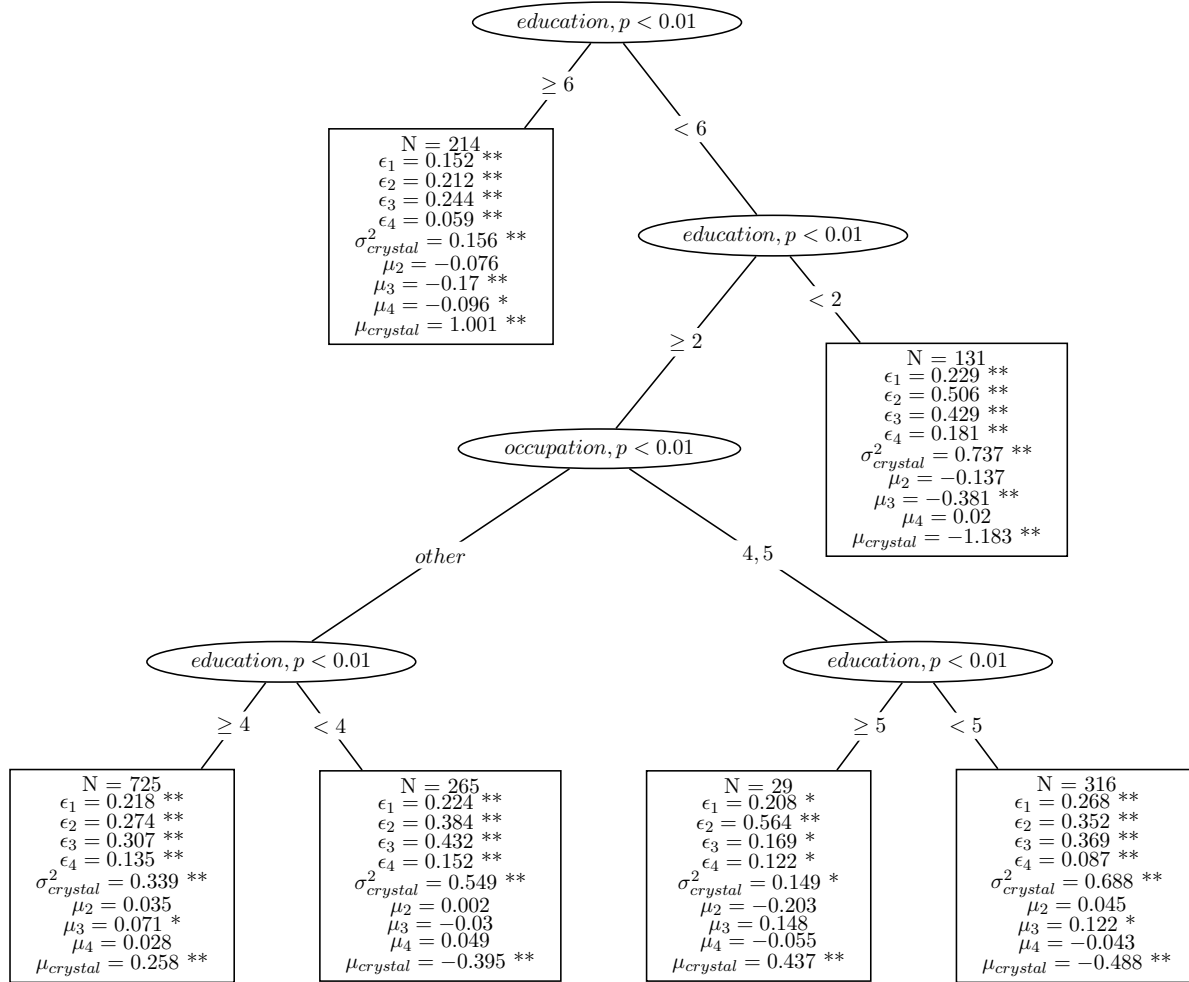 education, p < 0.01
≥ 6
< 6
N = 214
ϵ₁ = 0.152 **
ϵ₂ = 0.212 **
ϵ₃ = 0.244 **
ϵ₄ = 0.059 **
σ²crystal = 0.156 **
μ₂ = −0.076
μ₃ = −0.17 **
μ₄ = −0.096 *
μcrystal = 1.001 **
education, p < 0.01
≥ 2
< 2
N = 131
ϵ₁ = 0.229 **
ϵ₂ = 0.506 **
ϵ₃ = 0.429 **
ϵ₄ = 0.181 **
σ²crystal = 0.737 **
μ₂ = −0.137
μ₃ = −0.381 **
μ₄ = 0.02
μcrystal = −1.183 **
occupation, p < 0.01
other
4, 5
education, p < 0.01
≥ 4
< 4
education, p < 0.01
≥ 5
< 5
N = 725
ϵ₁ = 0.218 **
ϵ₂ = 0.274 **
ϵ₃ = 0.307 **
ϵ₄ = 0.135 **
σ²crystal = 0.339 **
μ₂ = 0.035
μ₃ = 0.071 *
μ₄ = 0.028
μcrystal = 0.258 **
N = 265
ϵ₁ = 0.224 **
ϵ₂ = 0.384 **
ϵ₃ = 0.432 **
ϵ₄ = 0.152 **
σ²crystal = 0.549 **
μ₂ = 0.002
μ₃ = −0.03
μ₄ = 0.049
μcrystal = −0.395 **
N = 29
ϵ₁ = 0.208 *
ϵ₂ = 0.564 **
ϵ₃ = 0.169 *
ϵ₄ = 0.122 *
σ²crystal = 0.149 *
μ₂ = −0.203
μ₃ = 0.148
μ₄ = −0.055
μcrystal = 0.437 **
N = 316
ϵ₁ = 0.268 **
ϵ₂ = 0.352 **
ϵ₃ = 0.369 **
ϵ₄ = 0.087 **
σ²crystal = 0.688 **
μ₂ = 0.045
μ₃ = 0.122 *
μ₄ = −0.043
μcrystal = −0.488 **